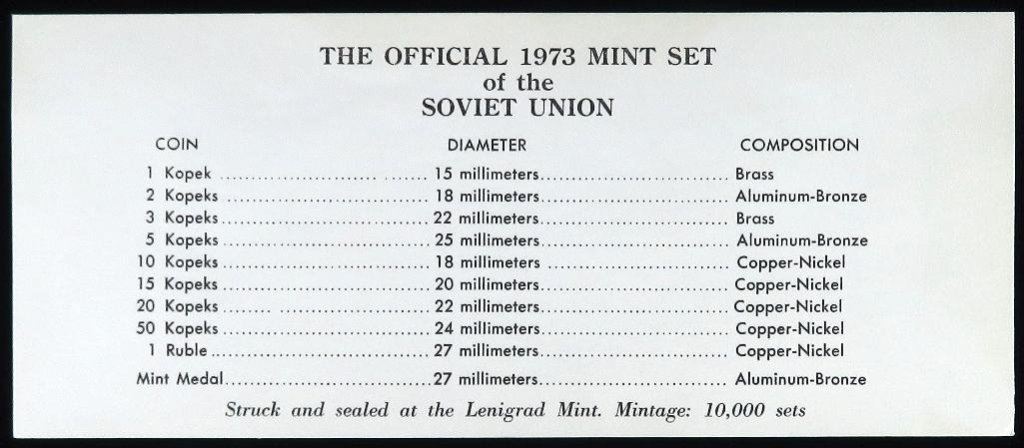 THE OFFICIAL 1973 MINT SET
of the
SOVIET UNION
COIN DIAMETER COMPOSITION
1 Kopek ........................... 15 millimeters.......................... Brass
2 Kopeks ........................... 18 millimeters.......................... Aluminum-Bronze
3 Kopeks........................... 22 millimeters.......................... Brass
5 Kopeks........................... 25 millimeters.......................... Aluminum-Bronze
10 Kopeks........................... 18 millimeters .......................... Copper-Nickel
15 Kopeks........................... 20 millimeters.......................... Copper-Nickel
20 Kopeks....... .................... 22 millimeters.......................... Copper-Nickel
50 Kopeks........................... 24 millimeters.......................... Copper-Nickel
1 Ruble............................. 27 millimeters.......................... Copper-Nickel
Mint Medal...........................27 millimeters.......................... Aluminum-Bronze
Struck and sealed at the Lenigrad Mint. Mintage: 10,000 sets